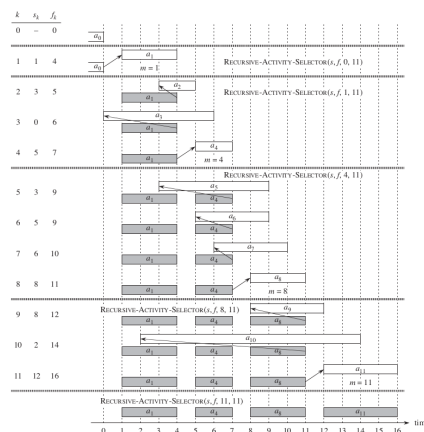 k s_k f_k
0 – 0
a_0
1 1 4
a_1
a_0
m = 1
RECURSIVE-ACTIVITY-SELECTOR(s, f, 0, 11)
2 3 5
a_2
RECURSIVE-ACTIVITY-SELECTOR(s, f, 1, 11)
a_1
3 0 6
a_3
a_1
4 5 7
a_4
a_1
m = 4
RECURSIVE-ACTIVITY-SELECTOR(s, f, 4, 11)
5 3 9
a_5
a_1 a_4
6 5 9
a_6
a_1 a_4
7 6 10
a_7
a_1 a_4
8 8 11
a_8
a_1 a_4
m = 8
9 8 12
RECURSIVE-ACTIVITY-SELECTOR(s, f, 8, 11)
a_9
a_1 a_4 a_8
10 2 14
a_10
a_1 a_4 a_8
11 12 16
a_11
a_1 a_4 a_8
m = 11
RECURSIVE-ACTIVITY-SELECTOR(s, f, 11, 11)
a_1 a_4 a_8 a_11
0 1 2 3 4 5 6 7 8 9 10 11 12 13 14 15 16
tim